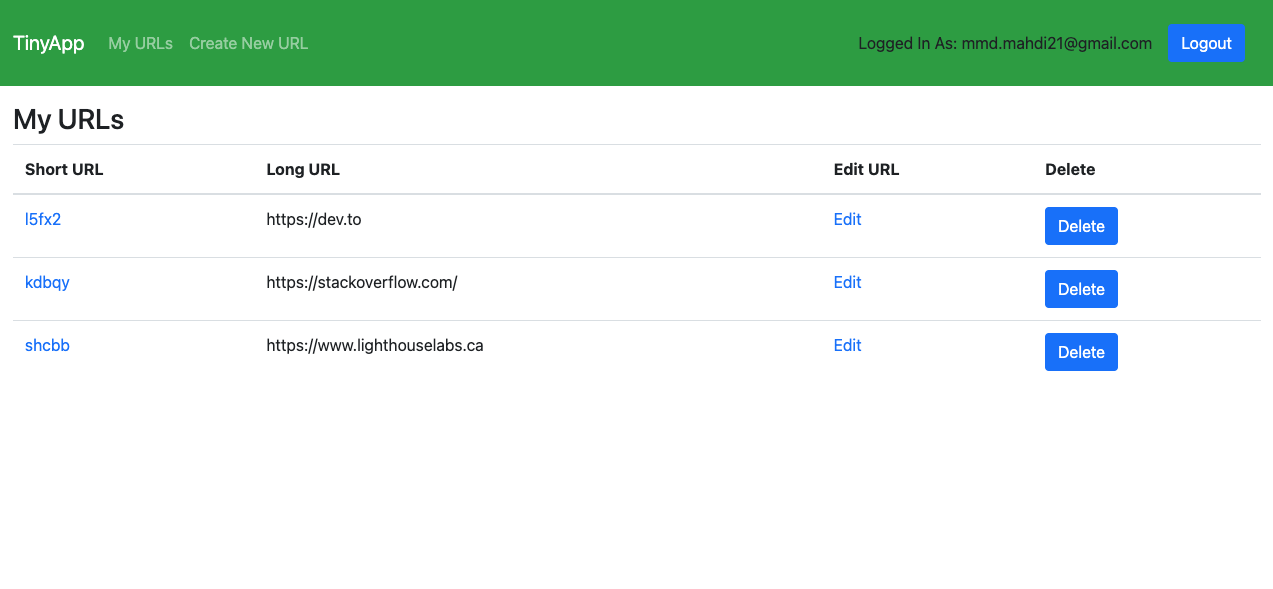 TinyApp My URLs Create New URL Logged In As: mmd.mahdi21@gmail.com Logout
My URLs
Short URL Long URL Edit URL Delete
l5fx2 https://dev.to Edit Delete
kdbqy https://stackoverflow.com/ Edit Delete
shcbb https://www.lighthouselabs.ca Edit Delete